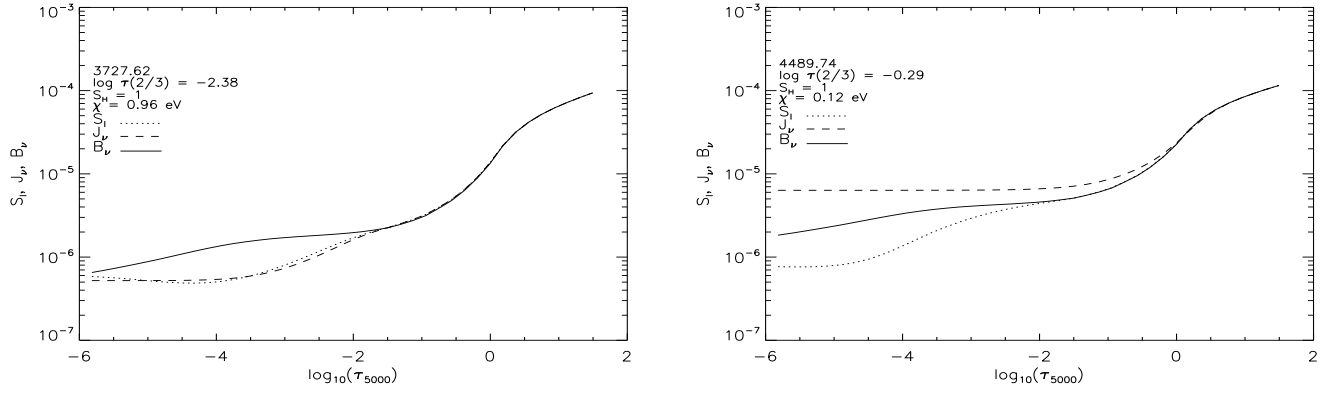 10⁻³
10⁻⁴
10⁻⁵
10⁻⁶
10⁻⁷
S_l, J_ν, B_ν
3727.62
log τ(2/3) = −2.38
S_H = 1
χ = 0.96 eV
S_l
J_ν
B_ν
−6 −4 −2 0 2
log₁₀(τ₅₀₀₀)
10⁻³
10⁻⁴
10⁻⁵
10⁻⁶
10⁻⁷
S_l, J_ν, B_ν
4489.74
log τ(2/3) = −0.29
S_H = 1
χ = 0.12 eV
S_l
J_ν
B_ν
−6 −4 −2 0 2
log₁₀(τ₅₀₀₀)